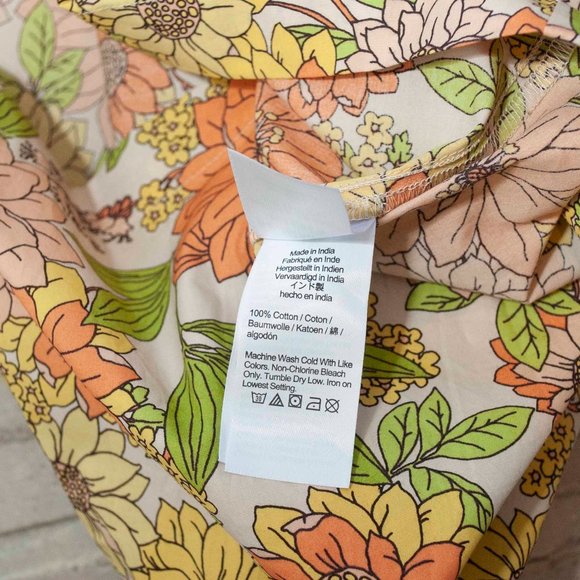 Made in India
Fabriqué en Inde
Hergestellt in Indien
Vervaardigd in India
インド製
hecho en india
100% Cotton / Coton /
Baumwolle / Katoen / 綿 /
algodón
Machine Wash Cold With Like
Colors. Non-Chlorine Bleach
Only. Tumble Dry Low. Iron on
Lowest Setting.